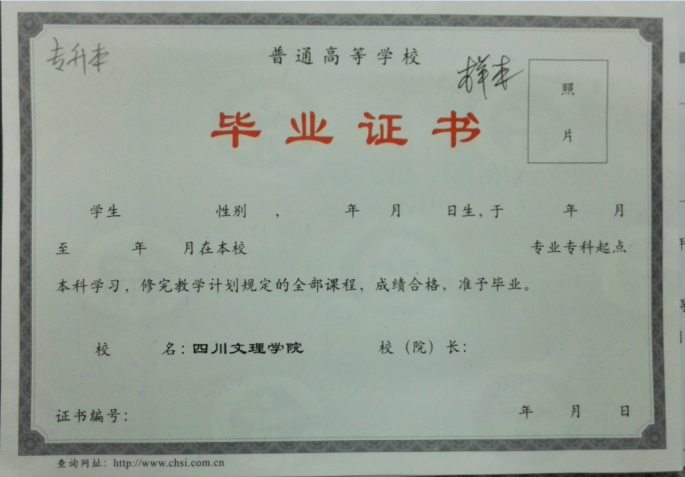 专升本
普通高等学校
样本
照
片
毕业证书
学生 性别 , 年 月 日生,于 年 月
至 年 月在本校 专业专科起点
本科学习,修完教学计划规定的全部课程,成绩合格,准予毕业。
校 名:四川文理学院 校(院)长:
证书编号: 年 月 日
查询网址:http://www.chsi.com.cn